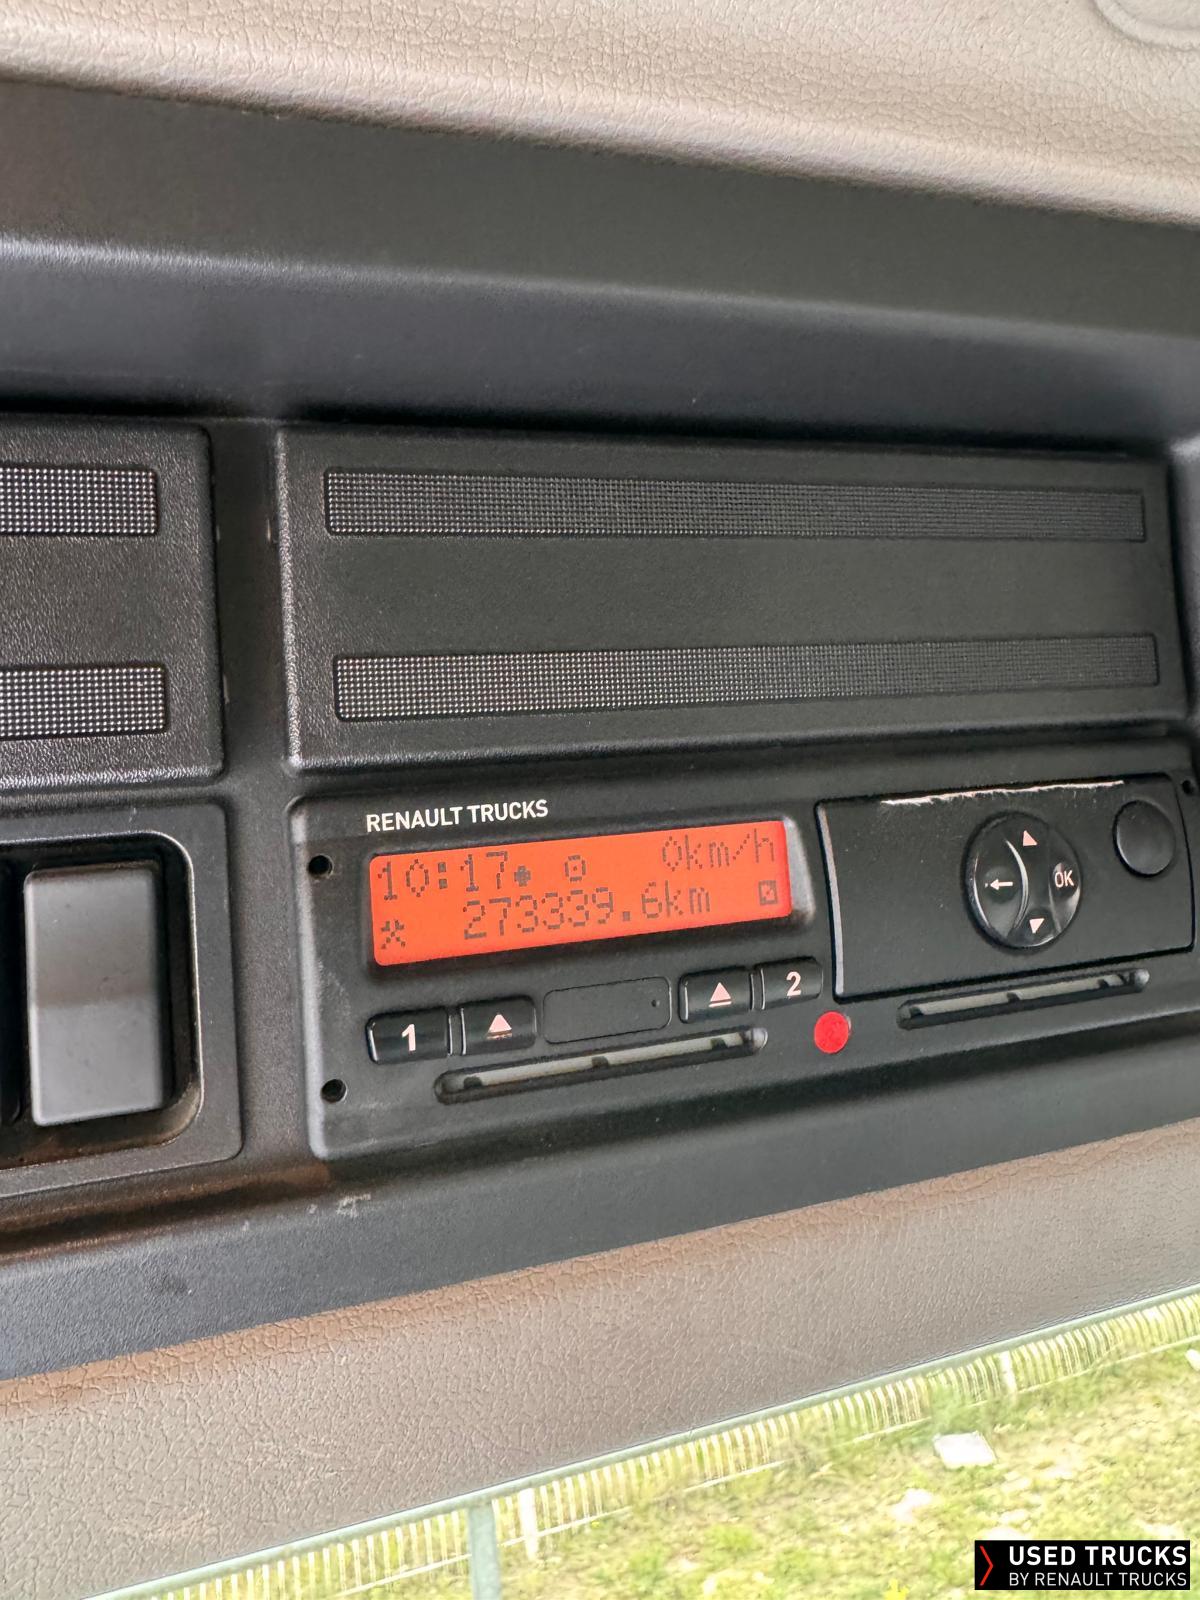 RENAULT TRUCKS
10:17 0km/h
273339.6km
1 2
OK
USED TRUCKS
BY RENAULT TRUCKS